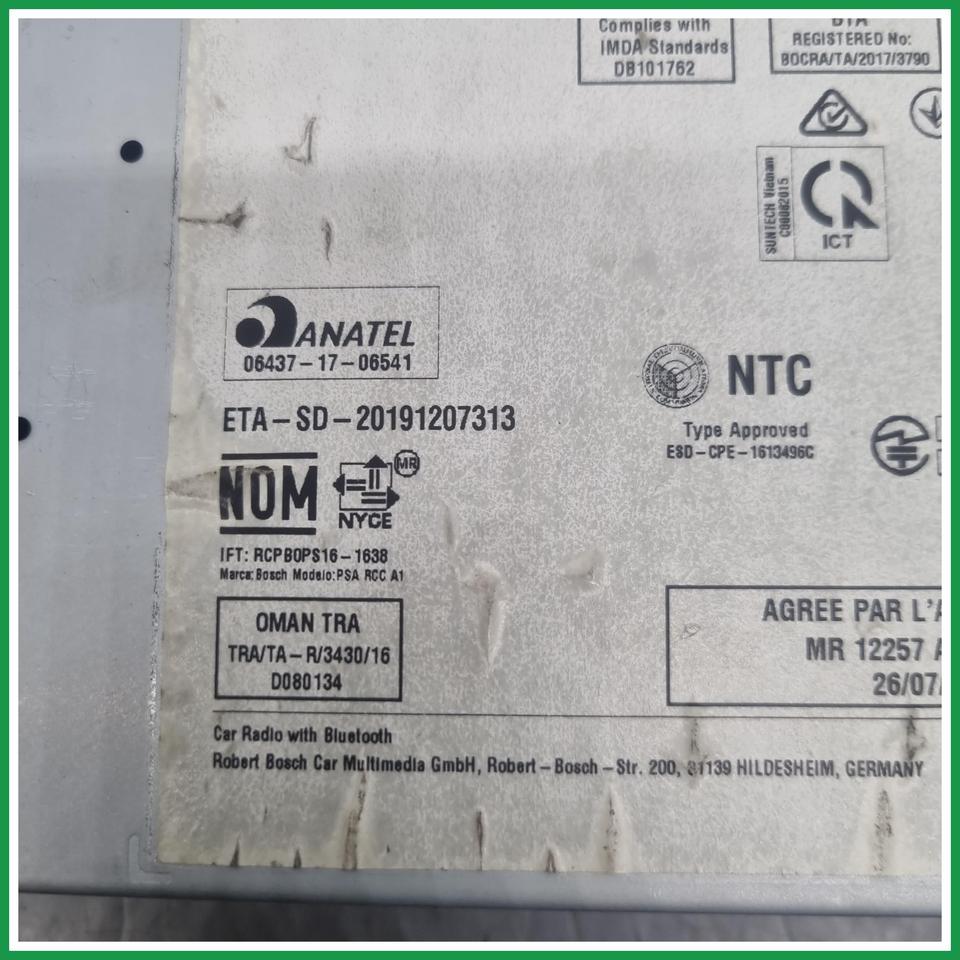 Complies with
IMDA Standards
DB101762
BTA
REGISTERED No:
BOCRA/TA/2017/3790
SUNTECH Vietnam
C00082015
ICT
ANATEL
06437-17-06541
ETA-SD-20191207313
NTC
Type Approved
ESD-CPE-1613496C
NOM
MR
NYCE
IFT: RCPBOPS16-1638
Marca:Bosch Modelo:PSA RCC A1
OMAN TRA
TRA/TA-R/3430/16
D080134
AGREE PAR L'A
MR 12257 A
26/07/
Car Radio with Bluetooth
Robert Bosch Car Multimedia GmbH, Robert-Bosch-Str. 200, 31139 HILDESHEIM, GERMANY